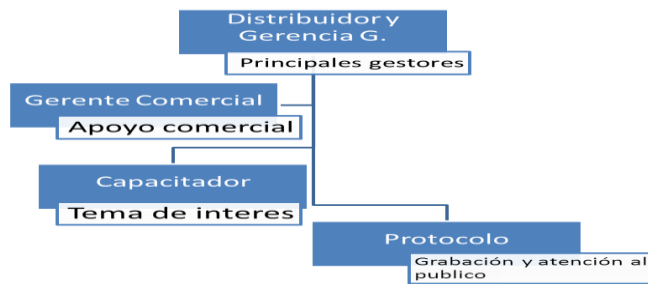 Distribuidor y
Gerencia G.
Principales gestores
Gerente Comercial
Apoyo comercial
Capacitador
Tema de interes
Protocolo
Grabación y atención al
publico